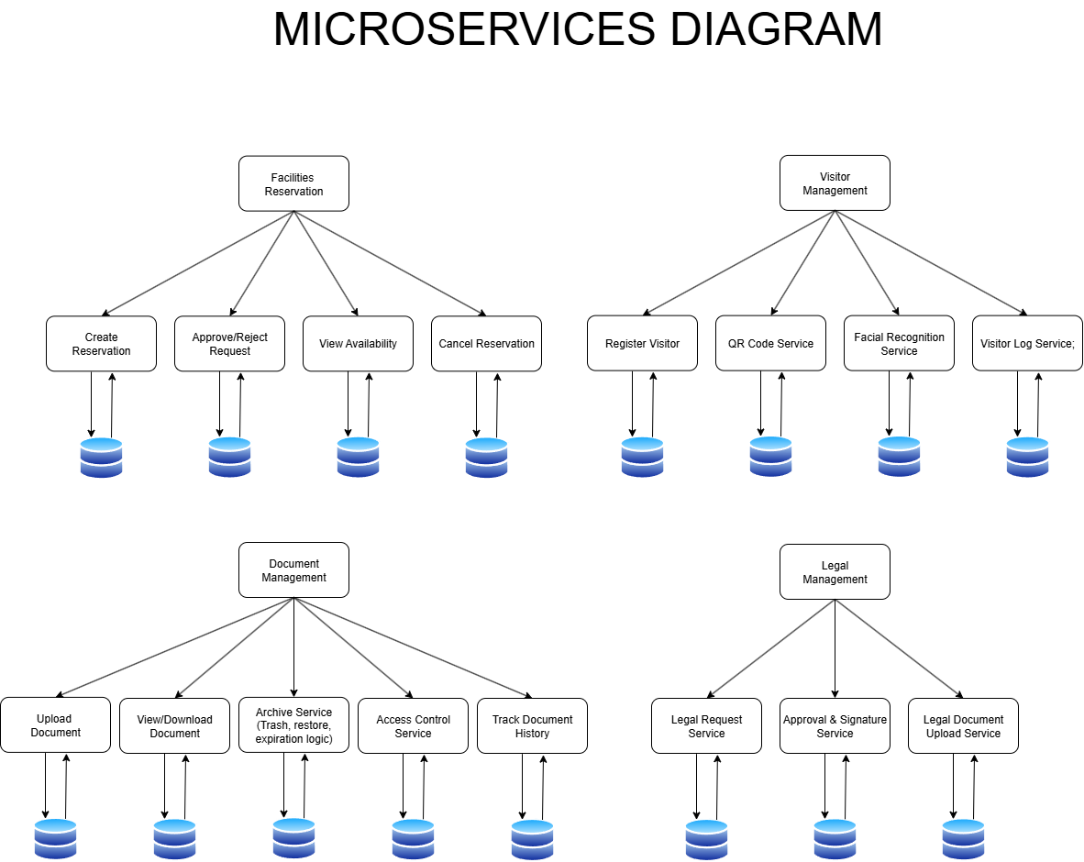 MICROSERVICES DIAGRAM
Facilities
Reservation
Visitor
Management
Create
Reservation
Approve/Reject
Request
View Availability
Cancel Reservation
Register Visitor
QR Code Service
Facial Recognition
Service
Visitor Log Service;
Document
Management
Legal
Management
Upload
Document
View/Download
Document
Archive Service
(Trash, restore,
expiration logic)
Access Control
Service
Track Document
History
Legal Request
Service
Approval & Signature
Service
Legal Document
Upload Service